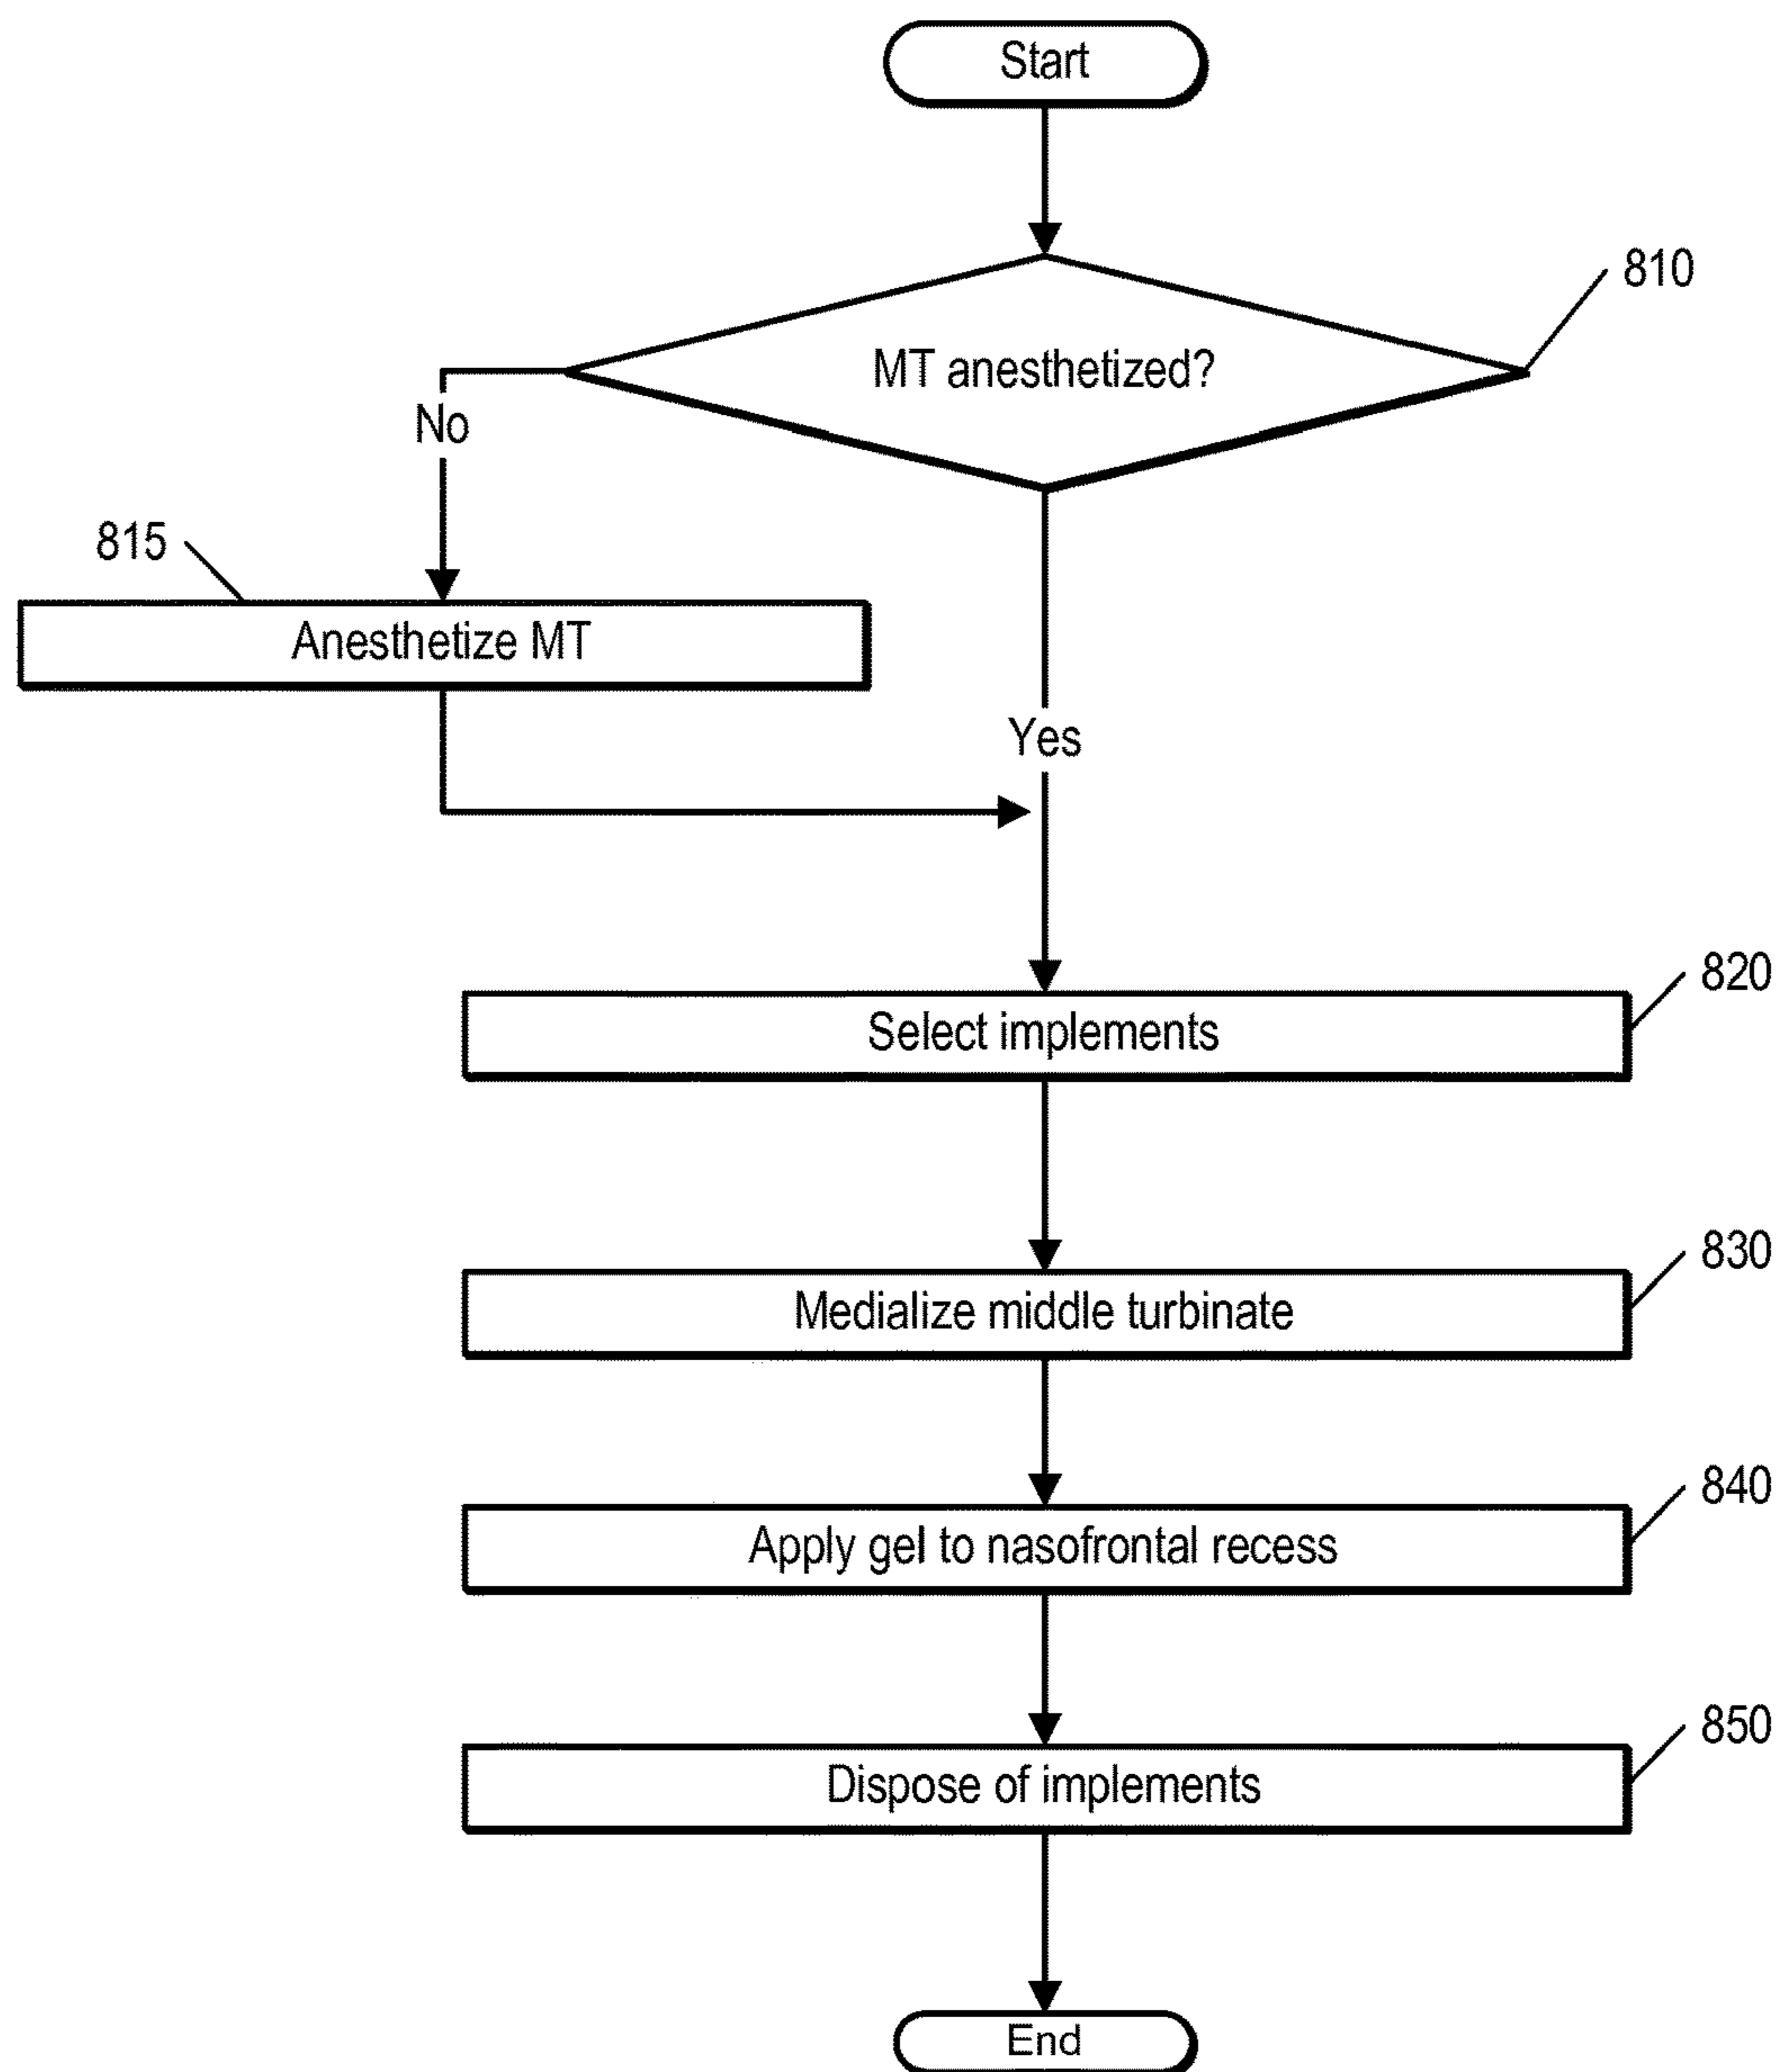 Start
810
MT anesthetized?
No
815
Anesthetize MT
Yes
820
Select implements
830
Medialize middle turbinate
840
Apply gel to nasofrontal recess
850
Dispose of implements
End